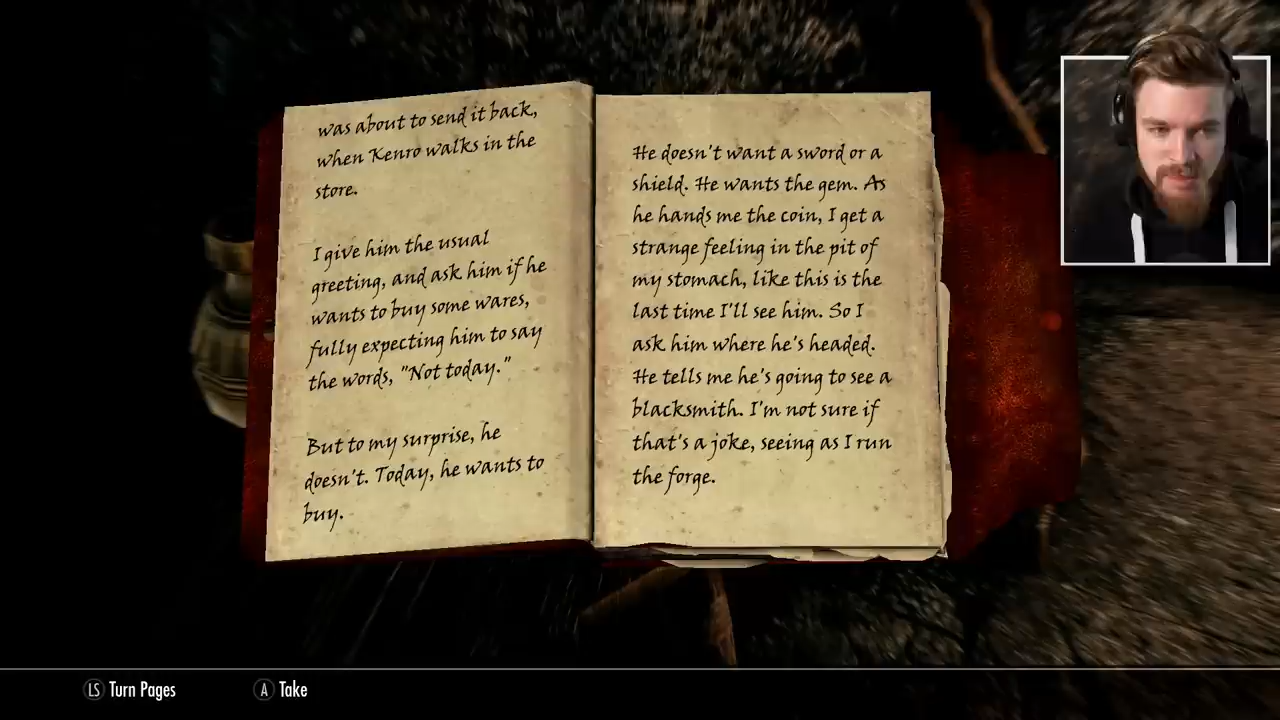 was about to send it back,
when Kenro walks in the
store.
I give him the usual
greeting, and ask him if he
wants to buy some wares,
fully expecting him to say
the words, "Not today."
But to my surprise, he
doesn't. Today, he wants to
buy.
He doesn't want a sword or a
shield. He wants the gem. As
he hands me the coin, I get a
strange feeling in the pit of
my stomach, like this is the
last time I'll see him. So I
ask him where he's headed.
He tells me he's going to see a
blacksmith. I'm not sure if
that's a joke, seeing as I run
the forge.
LS Turn Pages
A Take